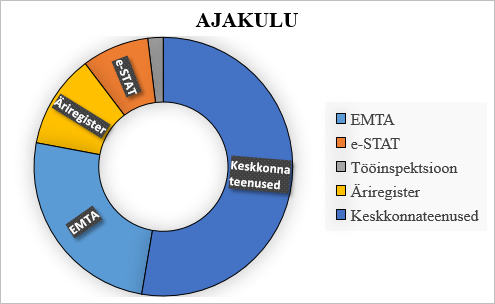 AJAKULU
e-STAT
Äriregister
EMTA
Keskkonna
teenused
EMTA
e-STAT
Tööinspektsioon
Äriregister
Keskkonnateenused